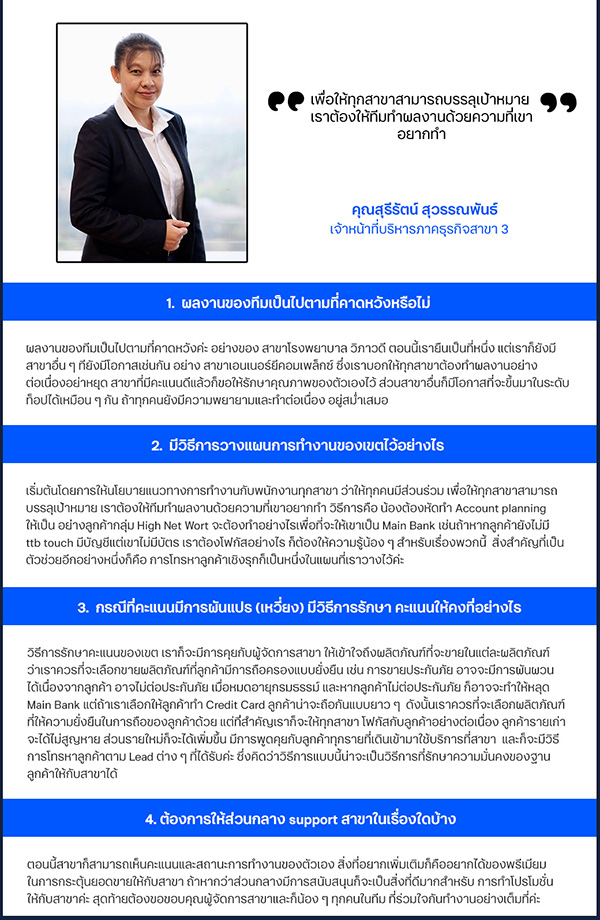 เพื่อให้ทุกสาขาสามารถบรรลุเป้าหมาย
เราต้องให้ทีมทำผลงานด้วยความที่เขา
อยากทำ
คุณสุรีรัตน์ สุวรรณพันธ์
เจ้าหน้าที่บริหารภาคธุรกิจสาขา 3
1. ผลงานของทีมเป็นไปตามที่คาดหวังหรือไม่
ผลงานของทีมเป็นไปตามที่คาดหวังค่ะ อย่างของ สาขาโรงพยาบาล วิภาวดี ตอนนี้เรายืนเป็นที่หนึ่ง แต่เราก็ยังมี
สาขาอื่น ๆ ที่ยังมีโอกาสเช่นกัน อย่าง สาขาเอนเนอร์ยี่คอมเพล็กซ์ ซึ่งเราบอกให้ทุกสาขาต้องทำผลงานอย่าง
ต่อเนื่องอย่าหยุด สาขาที่มีคะแนนดีแล้วก็ขอให้รักษาคุณภาพของตัวเองไว้ ส่วนสาขาอื่นก็มีโอกาสที่จะขึ้นมาในระดับ
ท็อปได้เหมือน ๆ กัน ถ้าทุกคนยังมีความพยายามและทำต่อเนื่อง อยู่สม่ำเสมอ
2. มีวิธีการวางแผนการทำงานของเขตไว้อย่างไร
เริ่มต้นโดยการให้นโยบายแนวทางการทำงานกับพนักงานทุกสาขา ว่าให้ทุกคนมีส่วนร่วม เพื่อให้ทุกสาขาสามารถ
บรรลุเป้าหมาย เราต้องให้ทีมทำผลงานด้วยความที่เขาอยากทำ วิธีการคือ น้องต้องหัดทำ Account planning
ให้เป็น อย่างลูกค้ากลุ่ม High Net Wort จะต้องทำอย่างไรเพื่อที่จะให้เขาเป็น Main Bank เช่นถ้าหากลูกค้ายังไม่มี
ttb touch มีบัญชีแต่เขาไม่มีบัตร เราต้องโฟกัสอย่างไร ก็ต้องให้ความรู้น้อง ๆ สำหรับเรื่องพวกนี้ สิ่งสำคัญที่เป็น
ตัวช่วยอีกอย่างหนึ่งก็คือ การโทรหาลูกค้าเชิงรุกก็เป็นหนึ่งในแผนที่เราวางไว้ค่ะ
3. กรณีที่คะแนนมีการผันแปร (เหวี่ยง) มีวิธีการรักษา คะแนนให้คงที่อย่างไร
วิธีการรักษาคะแนนของเขต เราก็จะมีการคุยกับผู้จัดการสาขา ให้เข้าใจถึงผลิตภัณฑ์ที่จะขายในแต่ละผลิตภัณฑ์
ว่าเราควรที่จะเลือกขายผลิตภัณฑ์ที่ลูกค้ามีการถือครองแบบยั่งยืน เช่น การขายประกันภัย อาจจะมีการผันผวน
ได้เนื่องจากลูกค้า อาจไม่ต่อประกันภัย เมื่อหมดอายุกรมธรรม์ และหากลูกค้าไม่ต่อประกันภัย ก็อาจจะทำให้หลุด
Main Bank แต่ถ้าเราเลือกให้ลูกค้าทำ Credit Card ลูกค้าน่าจะถือกันแบบยาว ๆ ดังนั้นเราควรที่จะเลือกผลิตภัณฑ์
ที่ให้ความยั่งยืนในการถือของลูกค้าด้วย แต่ที่สำคัญเราก็จะให้ทุกสาขา โฟกัสกับลูกค้าอย่างต่อเนื่อง ลูกค้ารายเก่า
จะได้ไม่สูญหาย ส่วนรายใหม่ก็จะได้เพิ่มขึ้น มีการพูดคุยกับลูกค้าทุกรายที่เดินเข้ามาใช้บริการที่สาขา และก็จะมีวิธี
การโทรหาลูกค้าตาม Lead ต่าง ๆ ที่ได้รับค่ะ ซึ่งคิดว่าวิธีการแบบนี้น่าจะเป็นวิธีการที่รักษาความมั่นคงของฐาน
ลูกค้าให้กับสาขาได้
4. ต้องการให้ส่วนกลาง support สาขาในเรื่องใดบ้าง
ตอนนี้สาขาก็สามารถเห็นคะแนนและสถานะการทำงานของตัวเอง สิ่งที่อยากเพิ่มเติมก็คืออยากได้ของพรีเมียม
ในการกระตุ้นยอดขายให้กับสาขา ถ้าหากว่าส่วนกลางมีการสนับสนุนก็จะเป็นสิ่งที่ดีมากสำหรับ การทำโปรโมชั่น
ให้กับสาขาค่ะ สุดท้ายต้องขอขอบคุณผู้จัดการสาขาและก็น้อง ๆ ทุกคนในทีม ที่ร่วมใจกันทำงานอย่างเต็มที่ค่ะ